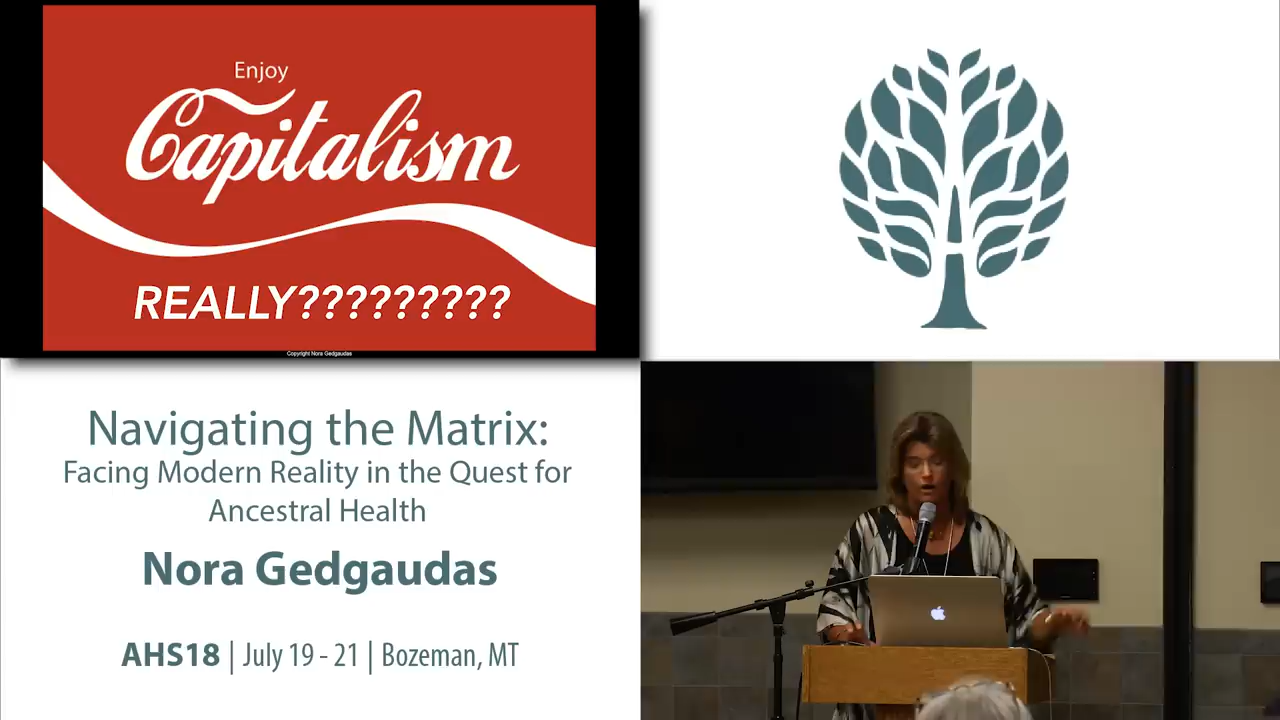 Enjoy
Capitalism
REALLY?????????
Copyright Nora Gedgaudas
Navigating the Matrix:
Facing Modern Reality in the Quest for
Ancestral Health
Nora Gedgaudas
AHS18 | July 19 - 21 | Bozeman, MT